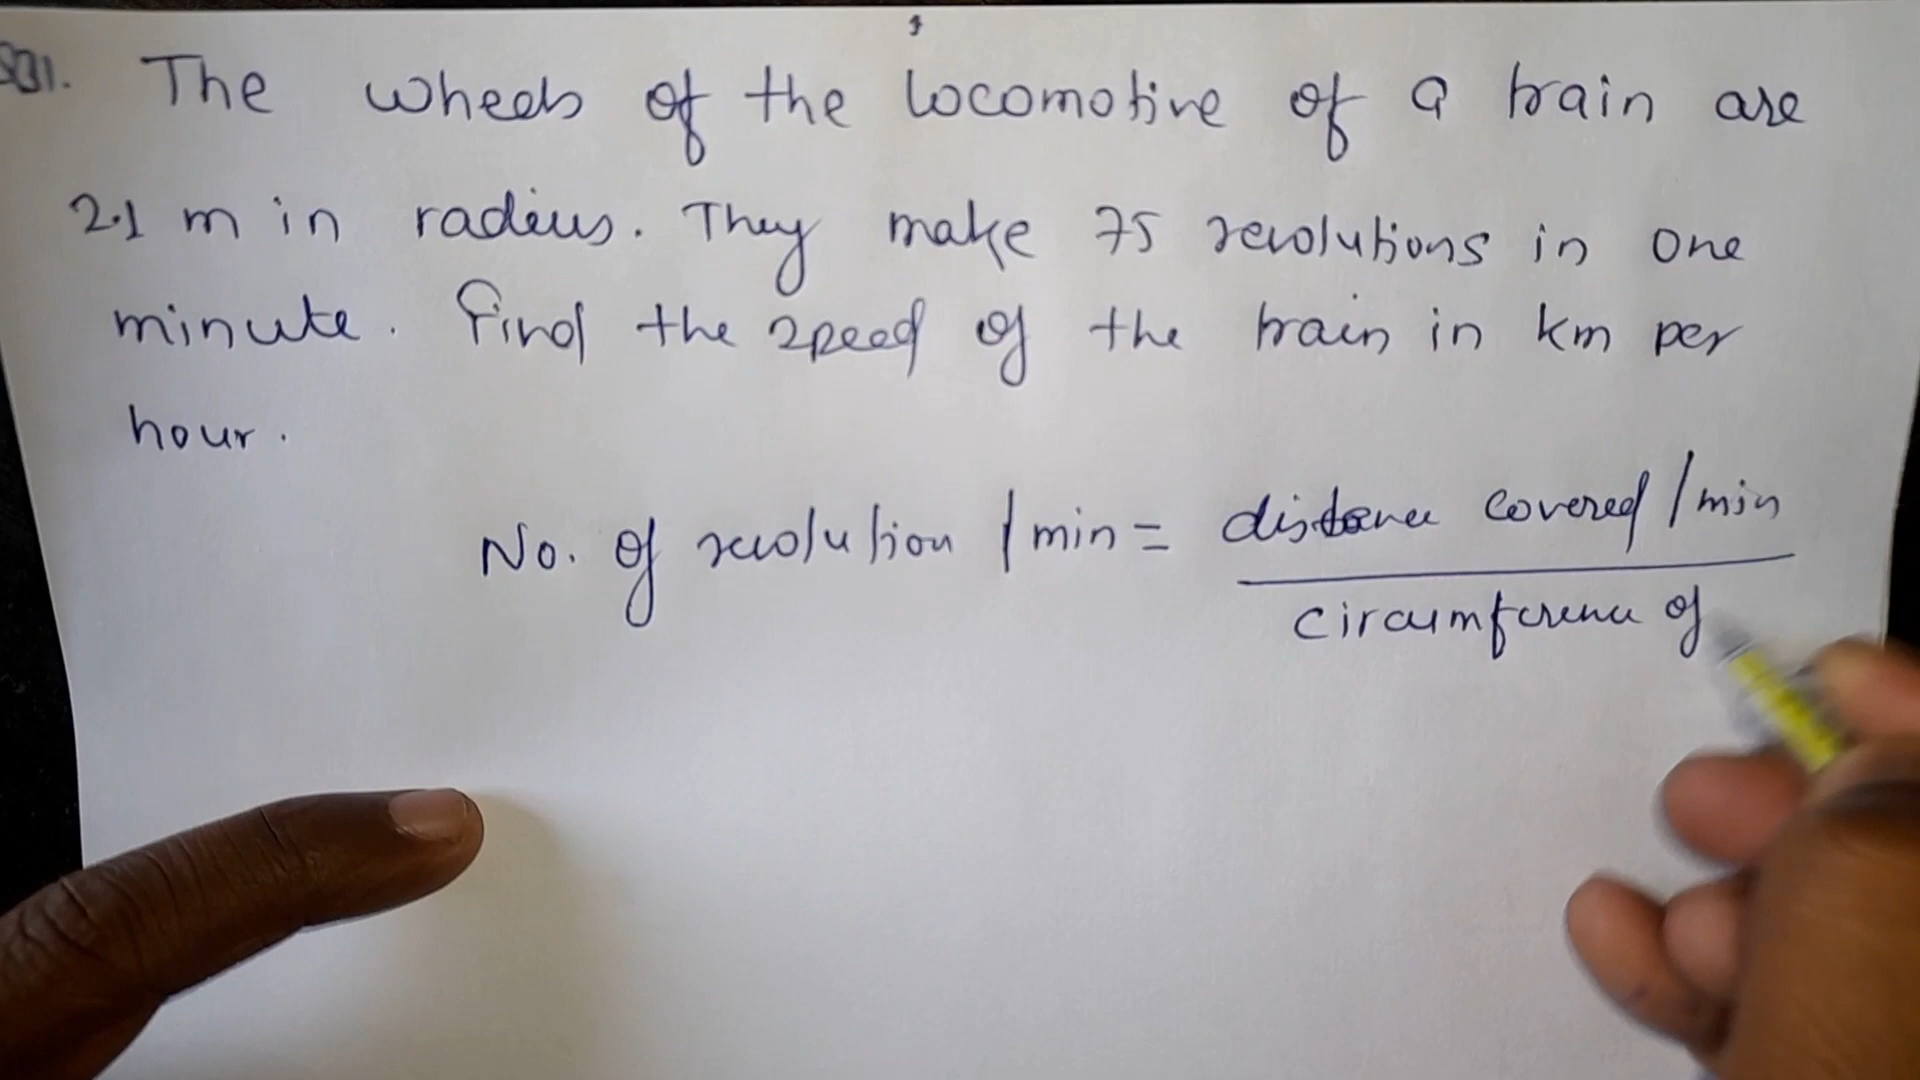 The wheels of the locomotive of a train are
2.1 m in radius. They make 75 revolutions in one
minute. Find the speed of the train in km per
hour.
No. of revolution / min = distance covered / min
circumference of